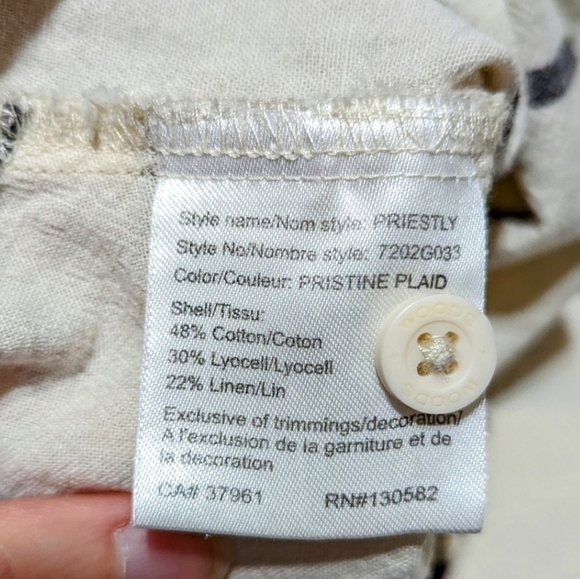 Style name/Nom style: PRIESTLY
Style No/Nombre style: 7202G033
Color/Couleur: PRISTINE PLAID
Shell/Tissu:
48% Cotton/Coton
30% Lyocell/Lyocell
22% Linen/Lin
WOODS
WOODS
Exclusive of trimmings/decoration/
A l'exclusion de la garniture et de
la decoration
CA# 37961 RN#130582